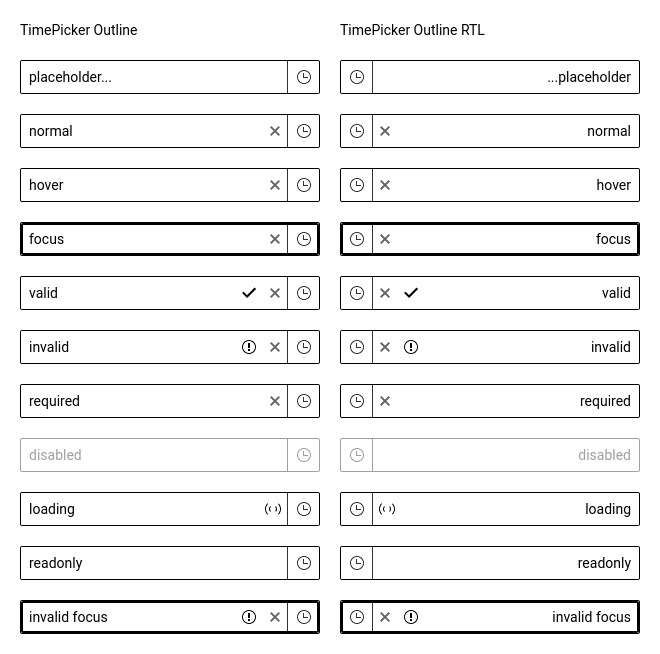 TimePicker Outline
TimePicker Outline RTL
placeholder...
...placeholder
normal
normal
hover
hover
focus
focus
valid
valid
invalid
invalid
required
required
disabled
disabled
loading
loading
readonly
readonly
invalid focus
invalid focus